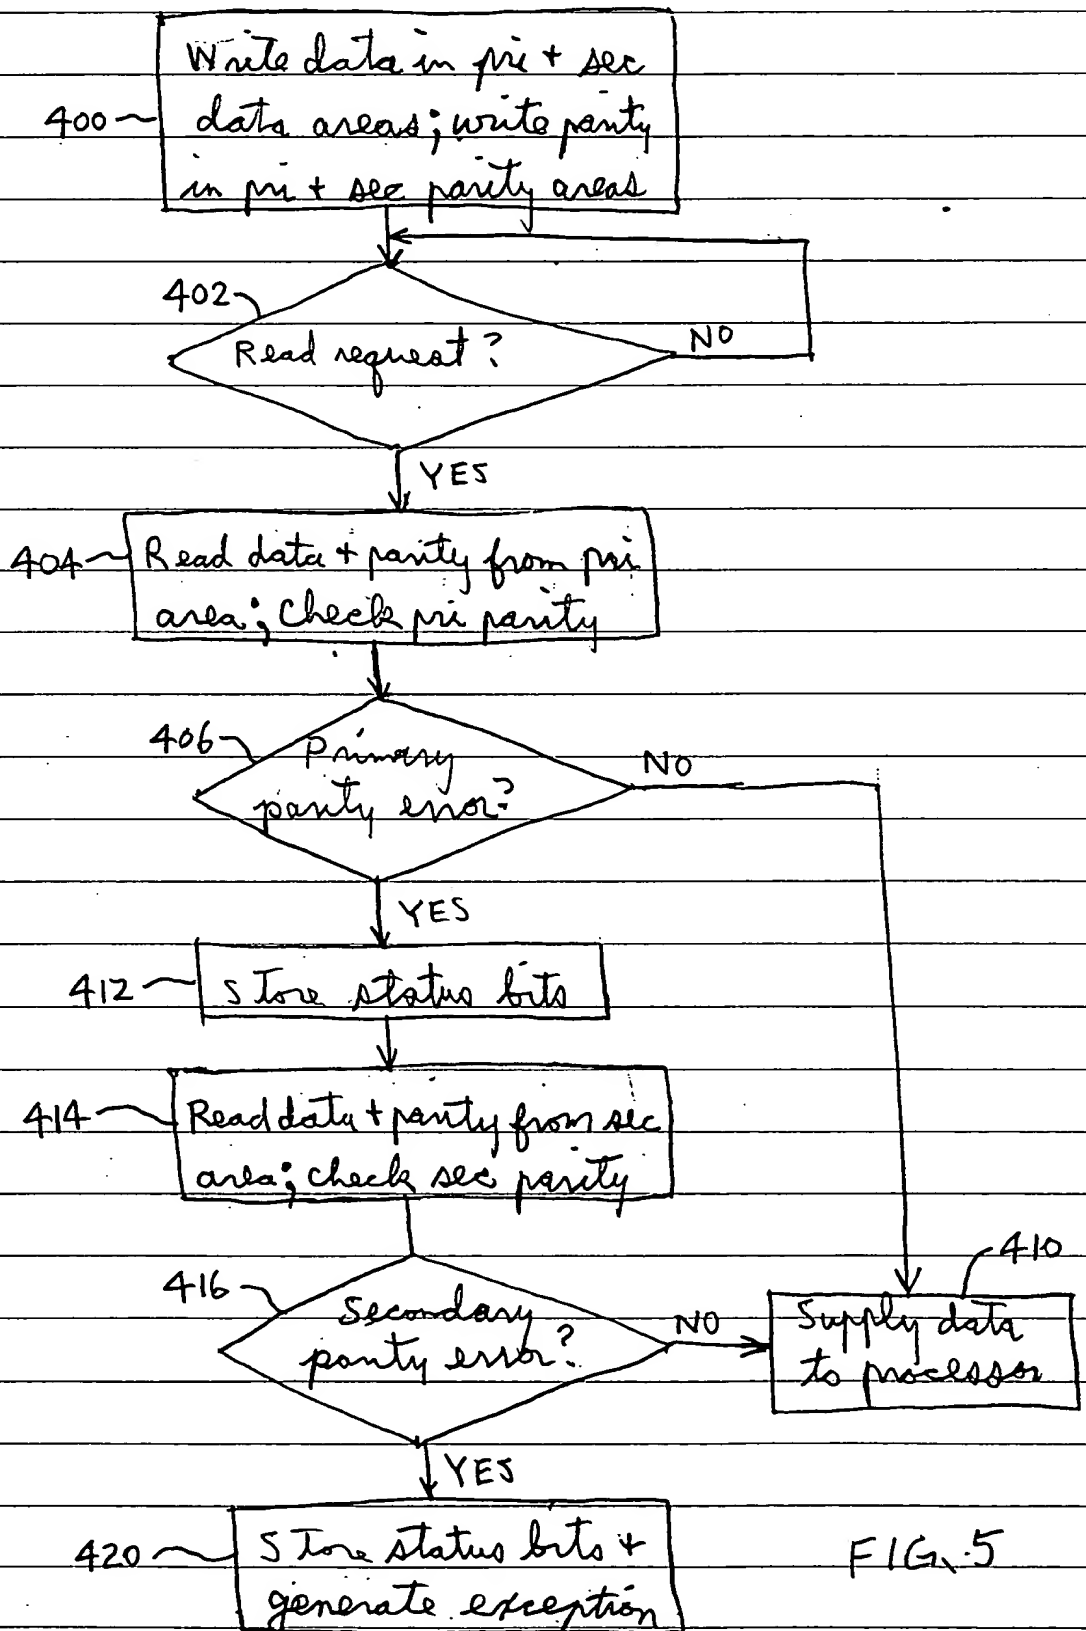 Write data in pri + sec
400
data areas; write parity
in pri + sec parity areas
402
Read request?
NO
YES
404
Read data + parity from pri
area; check pri parity
406
Primary
parity error?
NO
YES
412
Store status bits
414
Read data + parity from sec
area; check sec parity
416
Secondary
parity error?
NO
410
Supply data
to processor
YES
420
Store status bits +
generate exception
FIG. 5